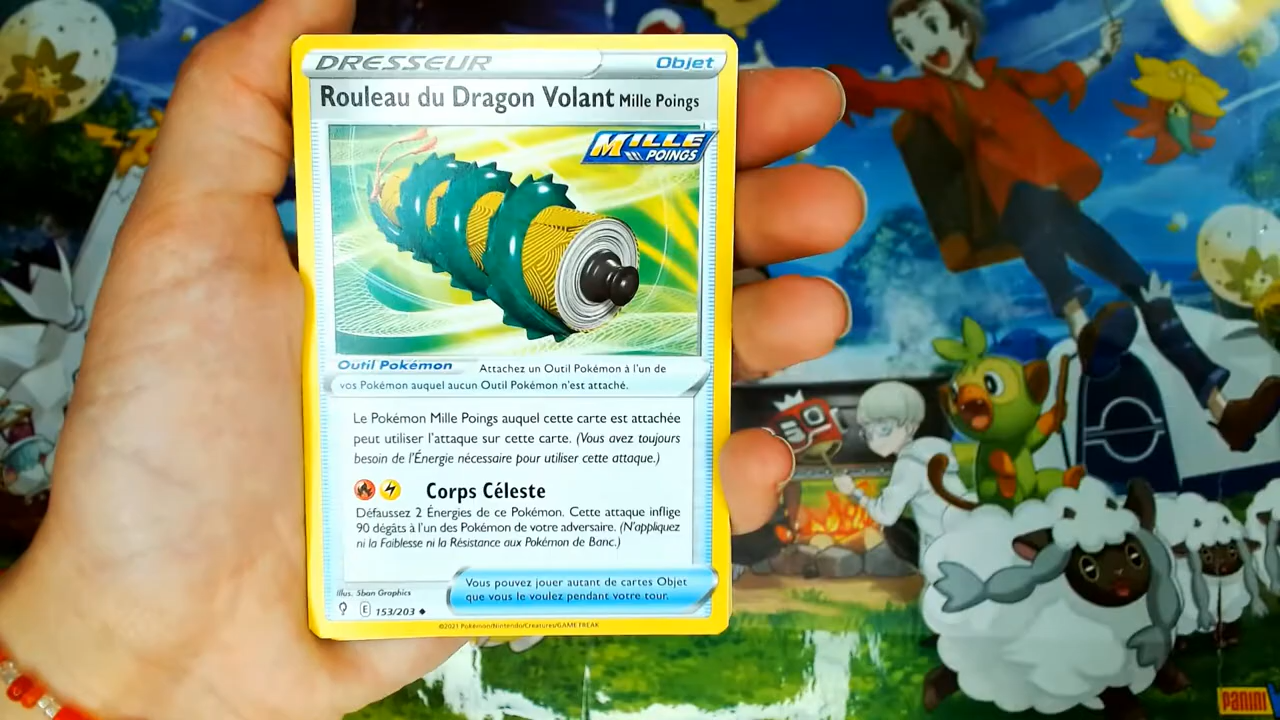 DRESSEUR
Objet
Rouleau du Dragon Volant Mille Poings
MILLE
POINGS
Outil Pokémon Attachez un Outil Pokémon à l'un de
vos Pokémon auquel aucun Outil Pokémon n'est attaché.
Le Pokémon Mille Poings auquel cette carte est attachée
peut utiliser l'attaque sur cette carte. (Vous avez toujours
besoin de l'Énergie nécessaire pour utiliser cette attaque.)
Corps Céleste
Défaussez 2 Énergies de ce Pokémon. Cette attaque inflige
90 dégâts à l'un des Pokémon de votre adversaire. (N'appliquez
ni la Faiblesse ni la Résistance aux Pokémon de Banc.)
Vous pouvez jouer autant de cartes Objet
que vous le voulez pendant votre tour.
Illus. 5ban Graphics
E 153/203
©2021 Pokémon/Nintendo/Creatures/GAME FREAK
PANINI